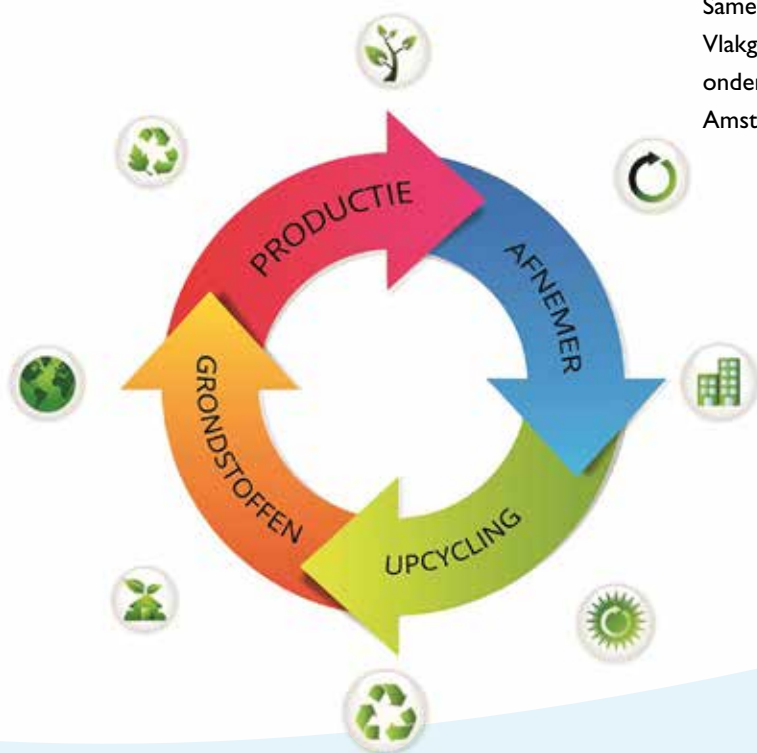 Same
Vlakg
onder
Amst
PRODUCTIE
AFNEMER
UPCYCLING
GRONDSTOFFEN